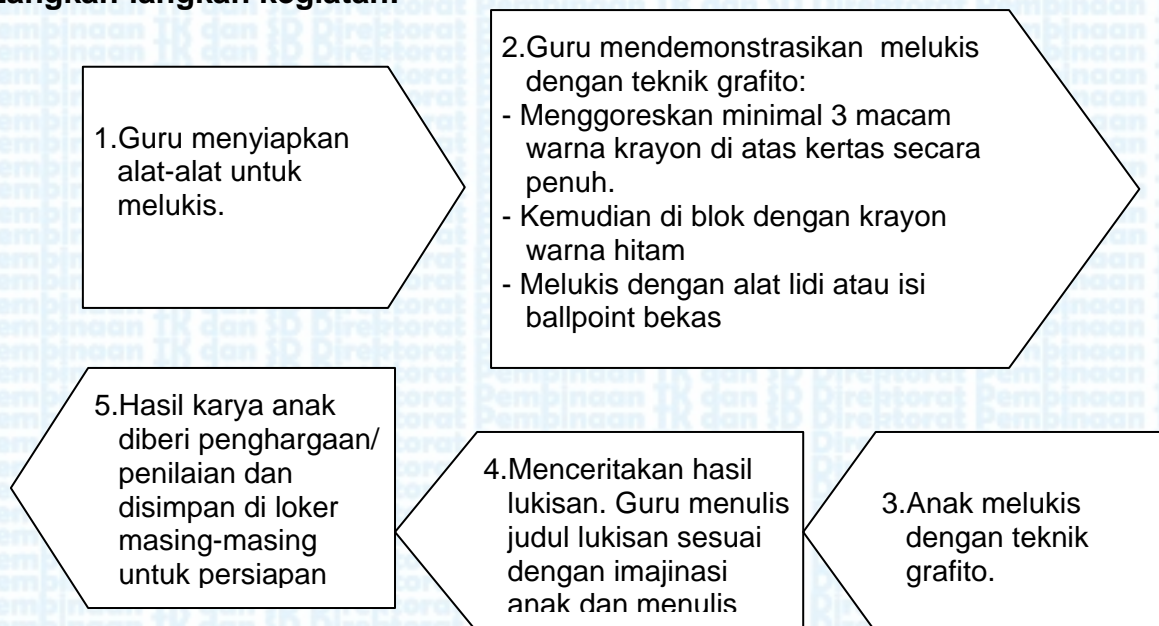 1.Guru menyiapkan
alat-alat untuk
melukis.
2.Guru mendemonstrasikan melukis
dengan teknik grafito:
- Menggoreskan minimal 3 macam
warna krayon di atas kertas secara
penuh.
- Kemudian di blok dengan krayon
warna hitam
- Melukis dengan alat lidi atau isi
ballpoint bekas
3.Anak melukis
dengan teknik
grafito.
4.Menceritakan hasil
lukisan. Guru menulis
judul lukisan sesuai
dengan imajinasi
anak dan menulis
5.Hasil karya anak
diberi penghargaan/
penilaian dan
disimpan di loker
masing-masing
untuk persiapan